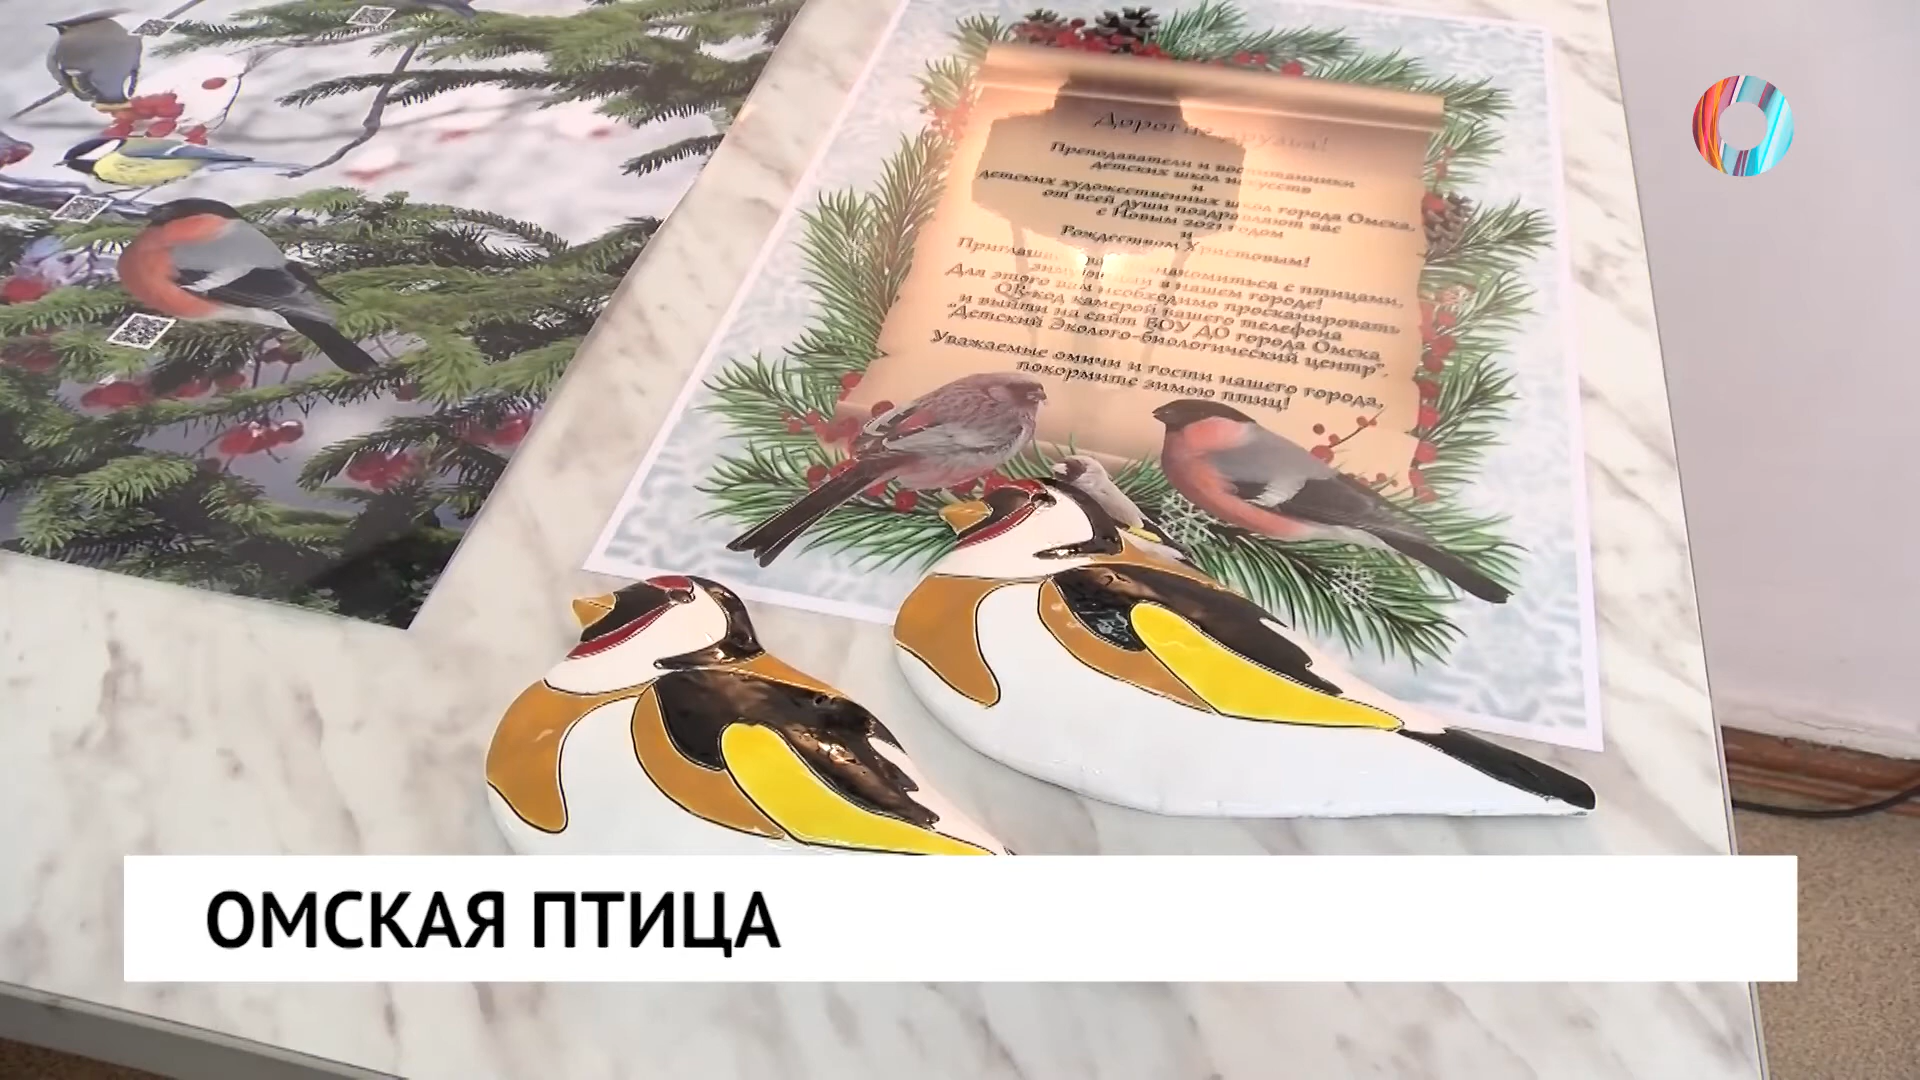 Дорогие друзья!
Преподаватели и воспитанники
детских школ искусств
и
детских художественных школ города Омска,
от всей души поздравляют вас
с Новым 2021 годом
и
Рождеством Христовым!
познакомиться с птицами,
в нашем городе!
Для этого вам необходимо просканировать
QR-код камерой вашего телефона
и выйти на сайт БОУ ДО города Омска
"Детский Эколого-биологический центр",
Уважаемые омичи и гости нашего города,
покормите зимою птиц!
ОМСКАЯ ПТИЦА